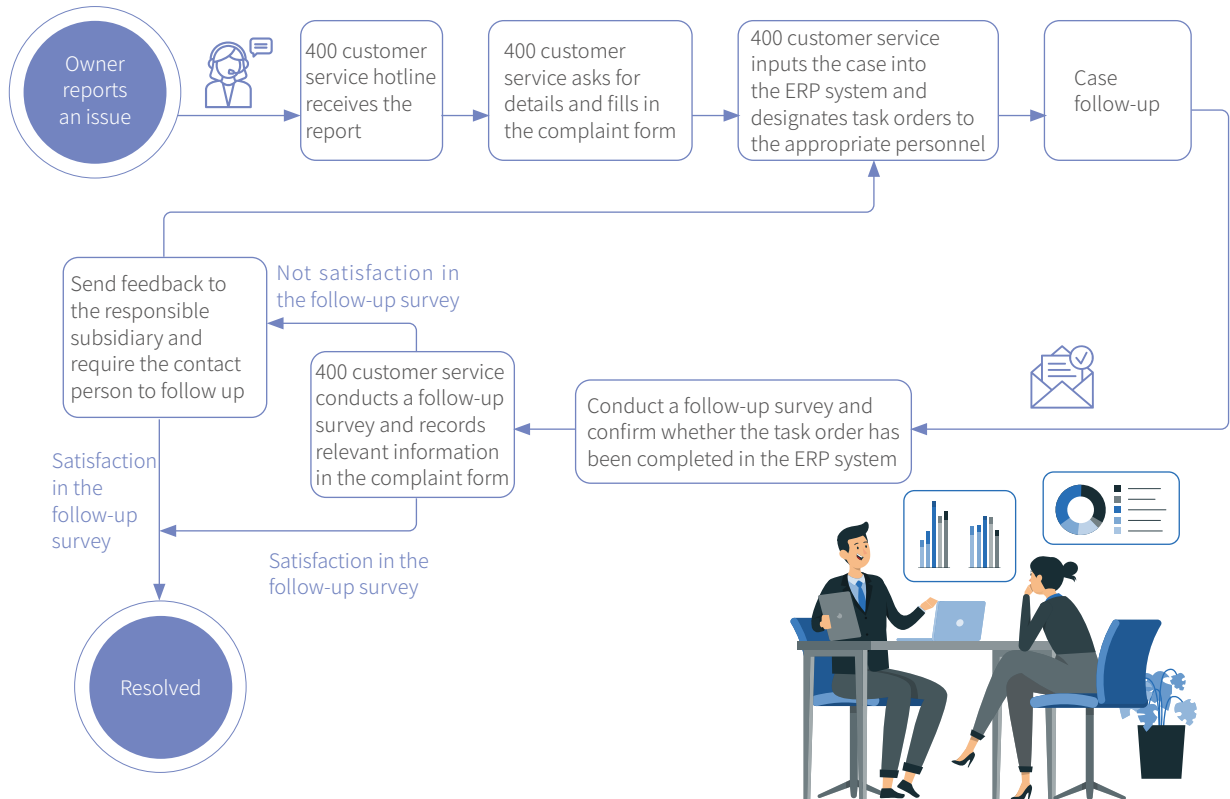 Owner
reports
an issue
400 customer
service hotline
receives the
report
400 customer
service asks for
details and fills in
the complaint form
400 customer service
inputs the case into
the ERP system and
designates task orders to
the appropriate personnel
Case
follow-up
Send feedback to
the responsible
subsidiary and
require the contact
person to follow up
Not satisfaction in
the follow-up survey
400 customer service
conducts a follow-up
survey and records
relevant information
in the complaint form
Conduct a follow-up survey and
confirm whether the task order has
been completed in the ERP system
Satisfaction
in the
follow-up
survey
Satisfaction in the
follow-up survey
Resolved